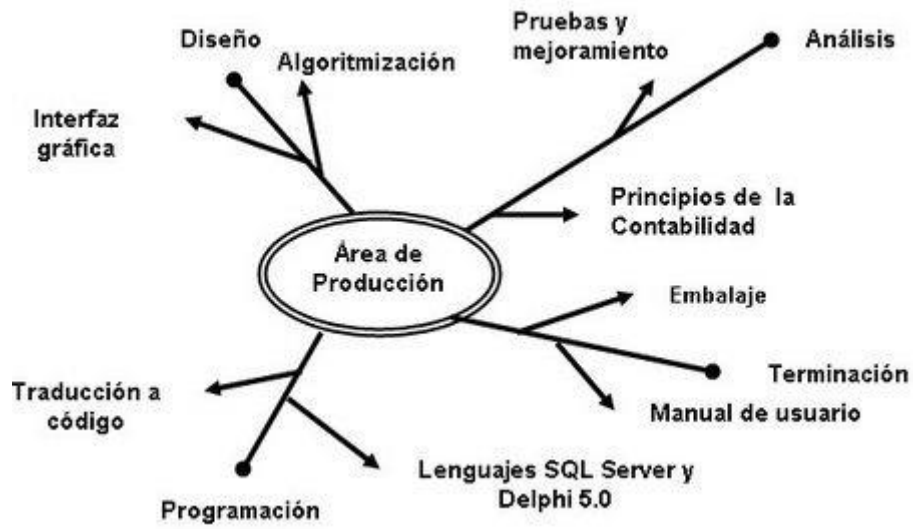 Diseño
Algoritmización
Interfaz
gráfica
Pruebas y
mejoramiento
Análisis
Principios de la
Contabilidad
Área de
Producción
Embalaje
Terminación
Manual de usuario
Traducción a
código
Lenguajes SQL Server y
Delphi 5.0
Programación